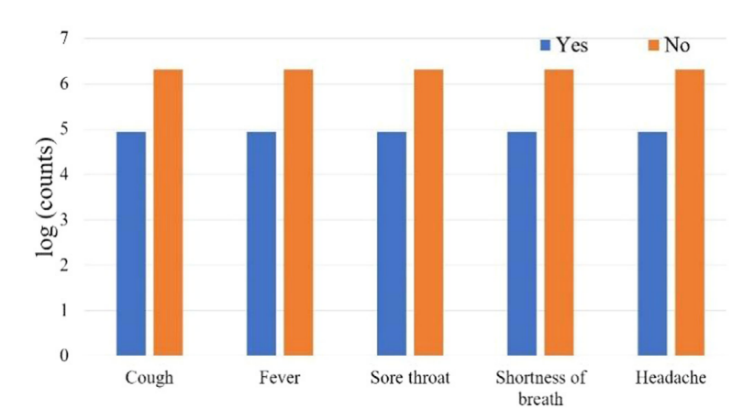 7
Yes No
6
5
4
3
2
1
0
log (counts)
Cough Fever Sore throat Shortness of breath Headache